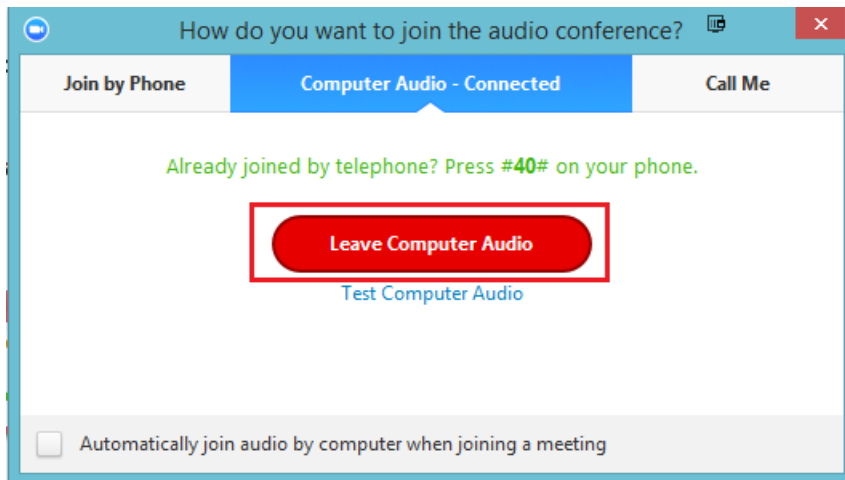 How do you want to join the audio conference?
Join by Phone
Computer Audio - Connected
Call Me
Already joined by telephone? Press #40# on your phone.
Leave Computer Audio
Test Computer Audio
Automatically join audio by computer when joining a meeting